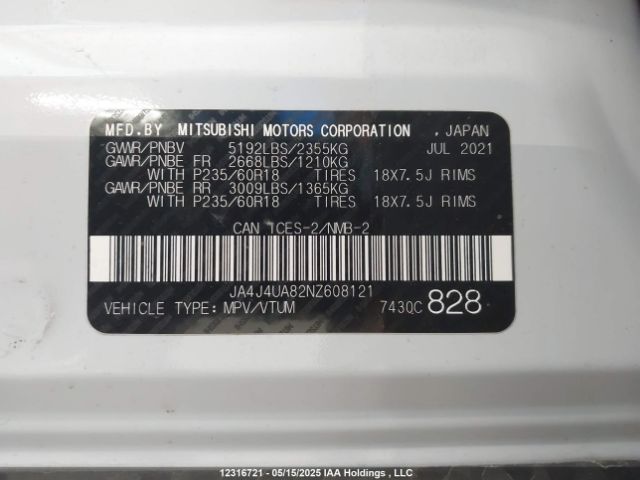 MFD.BY MITSUBISHI MOTORS CORPORATION , JAPAN
GVWR/PNBV 5192LBS/2355KG JUL 2021
GAWR/PNBE FR 2668LBS/1210KG
WITH P235/60R18 TIRES 18X7.5J RIMS
GAWR/PNBE RR 3009LBS/1365KG
WITH P235/60R18 TIRES 18X7.5J RIMS
CAN ICES-2/NMB-2
JA4J4UA82NZ608121
VEHICLE TYPE: MPV/VTUM 7430C 828
12316721 - 05/15/2025 IAA Holdings , LLC